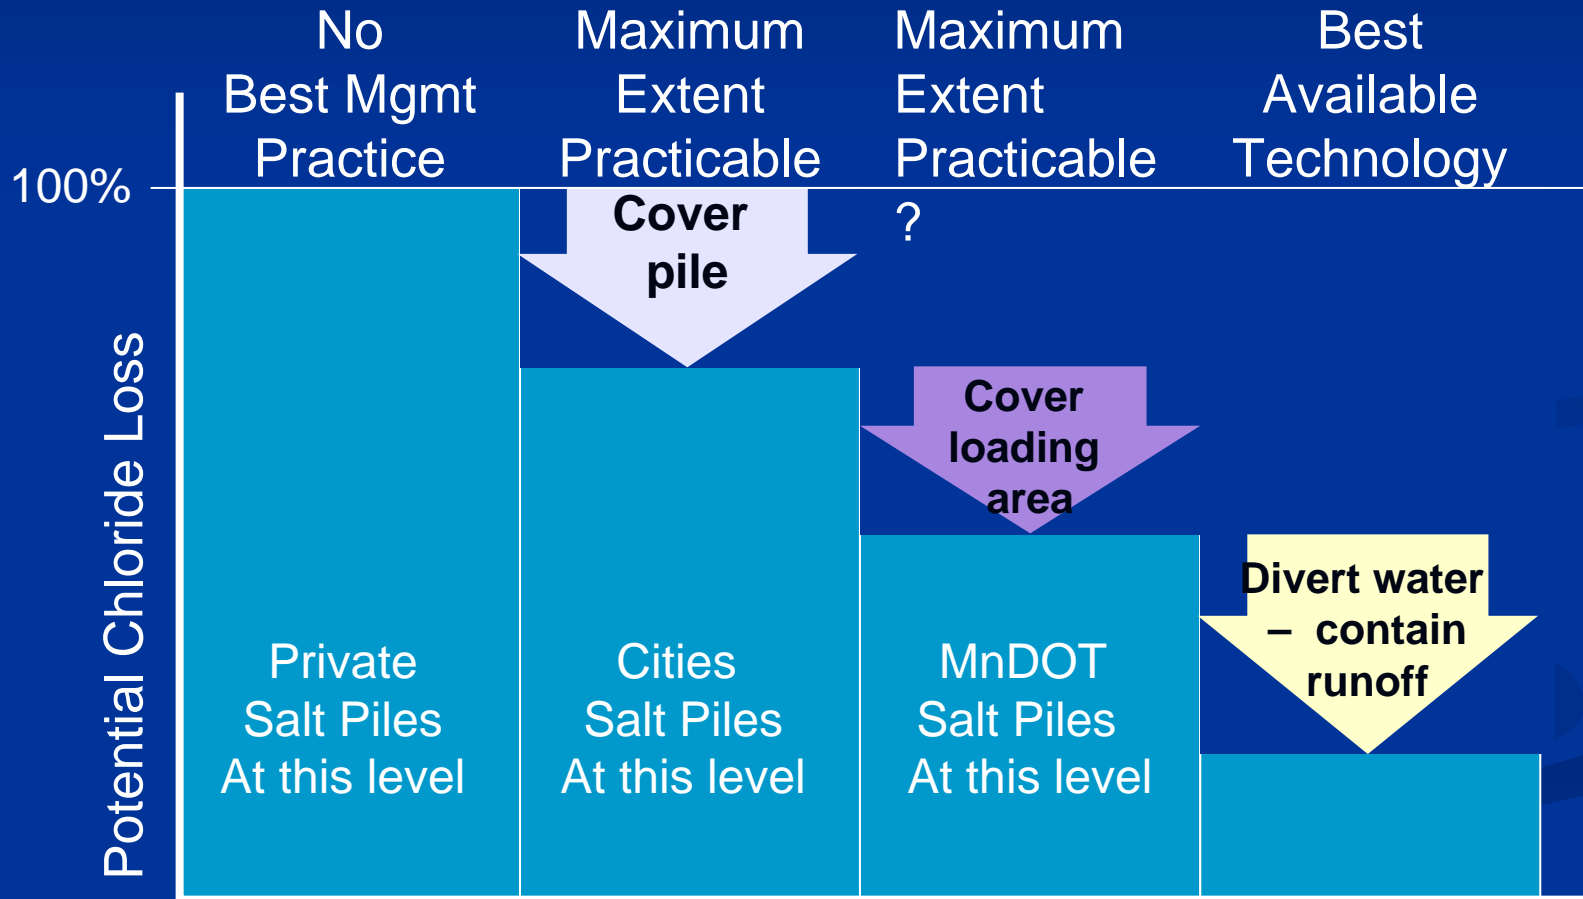 No
Best Mgmt
Practice
Maximum
Extent
Practicable
Maximum
Extent
Practicable
?
Best
Available
Technology
100%
Potential Chloride Loss
Cover
pile
Cover
loading
area
Divert water
– contain
runoff
Private
Salt Piles
At this level
Cities
Salt Piles
At this level
MnDOT
Salt Piles
At this level